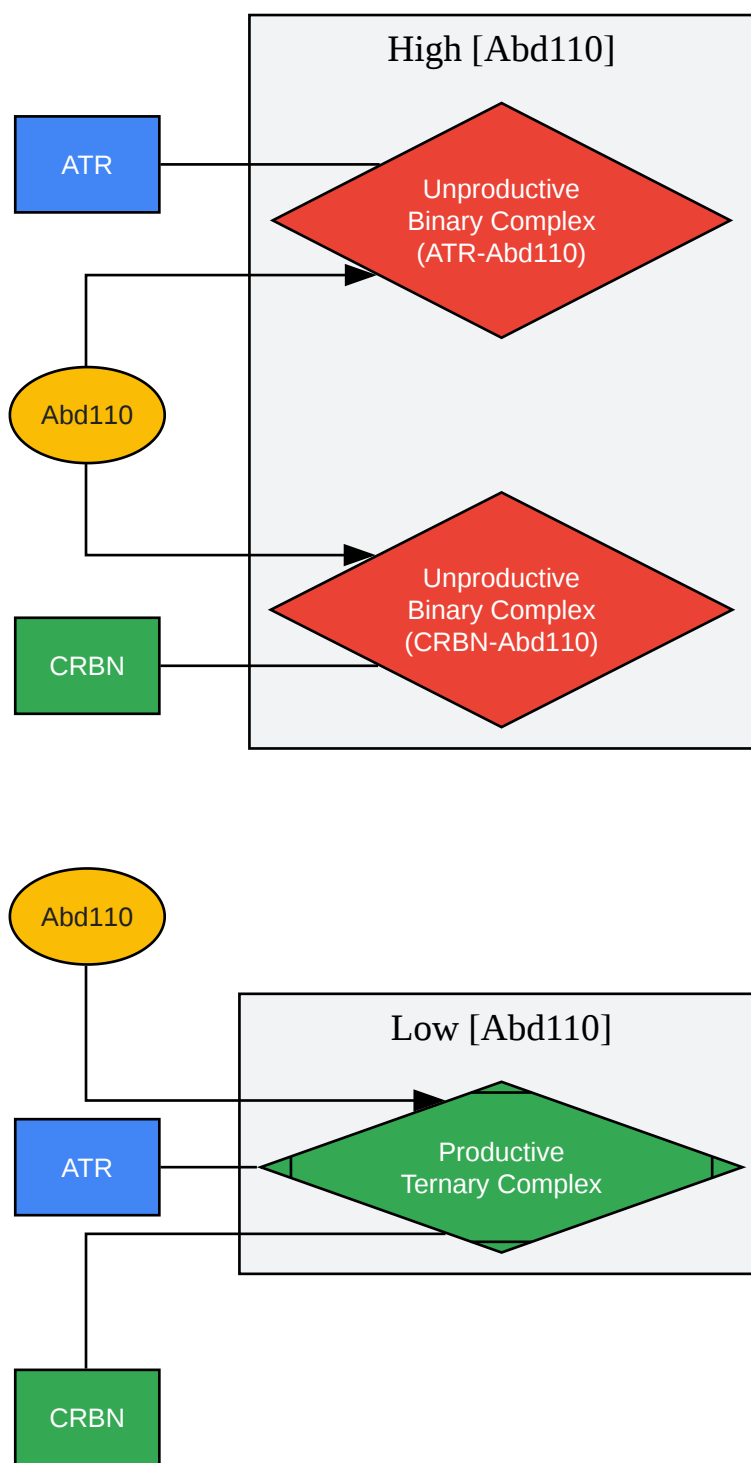 High [Abd110]
ATR
Unproductive
Binary Complex
(ATR-Abd110)
Abd110
Unproductive
Binary Complex
(CRBN-Abd110)
CRBN
Abd110
Low [Abd110]
ATR
Productive
Ternary Complex
CRBN